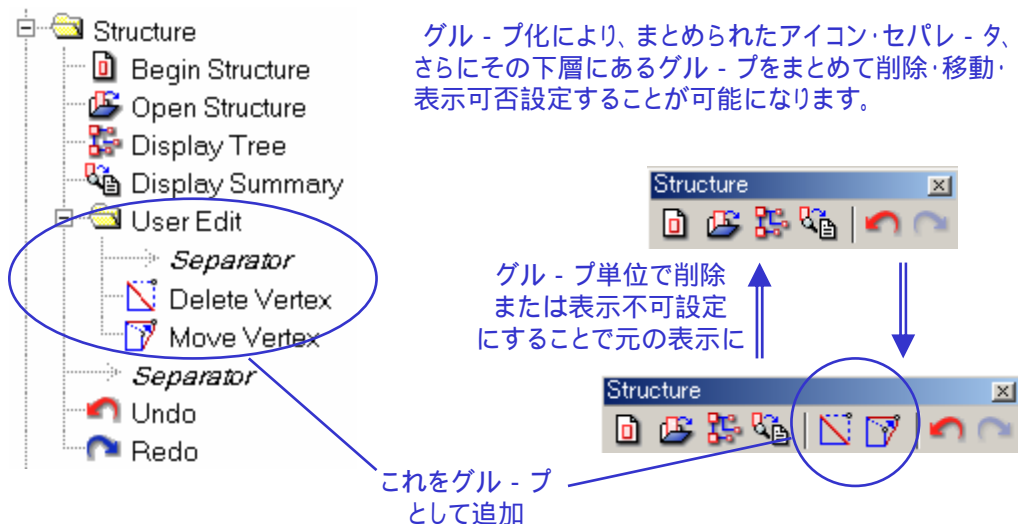 Structure
Begin Structure
Open Structure
Display Tree
Display Summary
User Edit
Separator
Delete Vertex
Move Vertex
Separator
Undo
Redo
グル - プ化により、まとめられたアイコン･セパレ - タ、
さらにその下層にあるグル - プをまとめて削除･移動･
表示可否設定することが可能になります。
Structure
グル - プ単位で削除
または表示不可設定
にすることで元の表示に
Structure
これをグル - プ
として追加